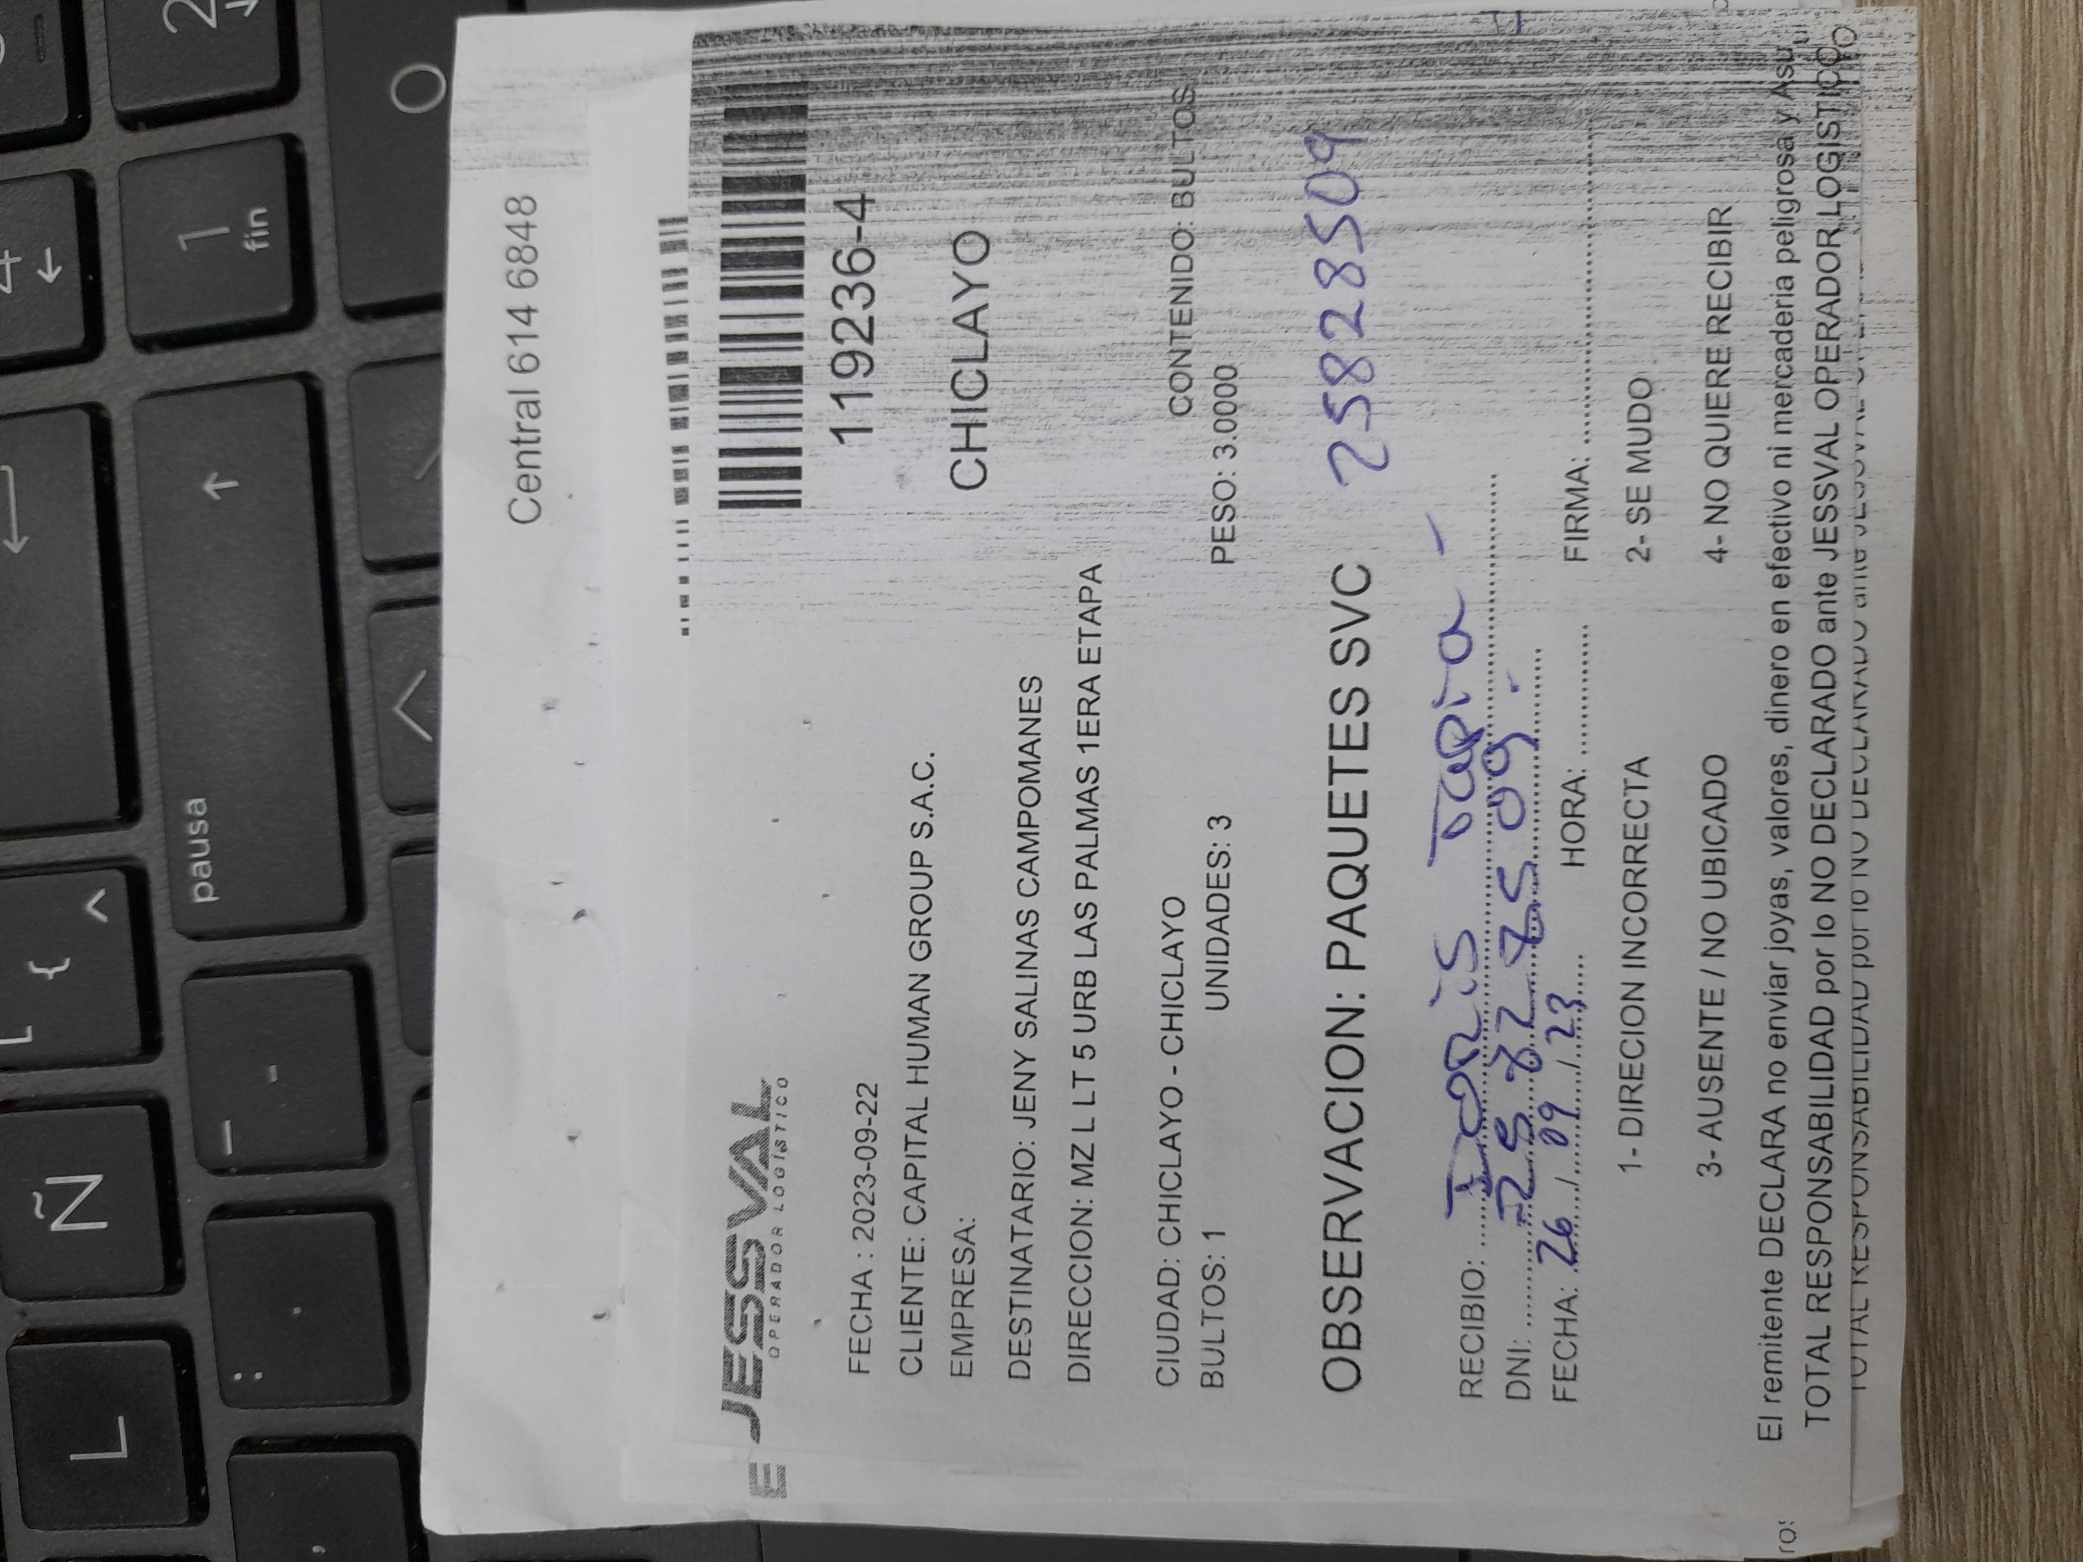 L Ñ [ { ^ 4
: . _ - pausa 1 fin 2
, 0
Central 614 6848
E JESSVAL
OPERADOR LOGÍSTICO
119236-4
FECHA : 2023-09-22
CLIENTE: CAPITAL HUMAN GROUP S.A.C.
EMPRESA:
CHICLAYO
DESTINATARIO: JENY SALINAS CAMPOMANES
DIRECCION: MZ L LT 5 URB LAS PALMAS 1ERA ETAPA
CIUDAD: CHICLAYO - CHICLAYO CONTENIDO: BULTOS
BULTOS: 1 UNIDADES: 3 PESO: 3.0000
OBSERVACION: PAQUETES SVC 25828509
RECIBIO: Doris Tapia -
DNI: 25828509.-
FECHA: 26 / 09 / 23 HORA: FIRMA:
1- DIRECION INCORRECTA 2- SE MUDO
3- AUSENTE / NO UBICADO 4- NO QUIERE RECIBIR
El remitente DECLARA no enviar joyas, valores, dinero en efectivo ni mercaderia peligrosa y Asu
TOTAL RESPONSABILIDAD por lo NO DECLARADO ante JESSVAL OPERADOR LOGISTICO
TOTAL RESPONSABILIDAD por lo NO DECLARADO ante JESSVAL